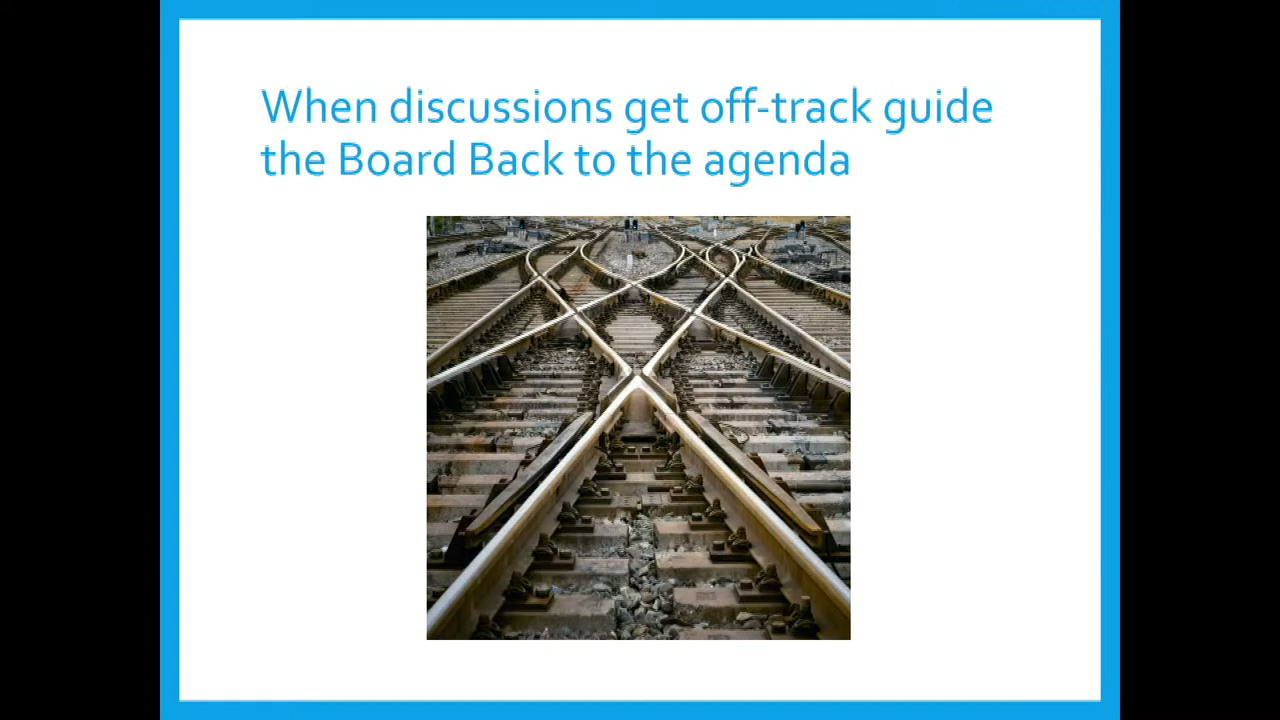 When discussions get off-track guide
the Board Back to the agenda